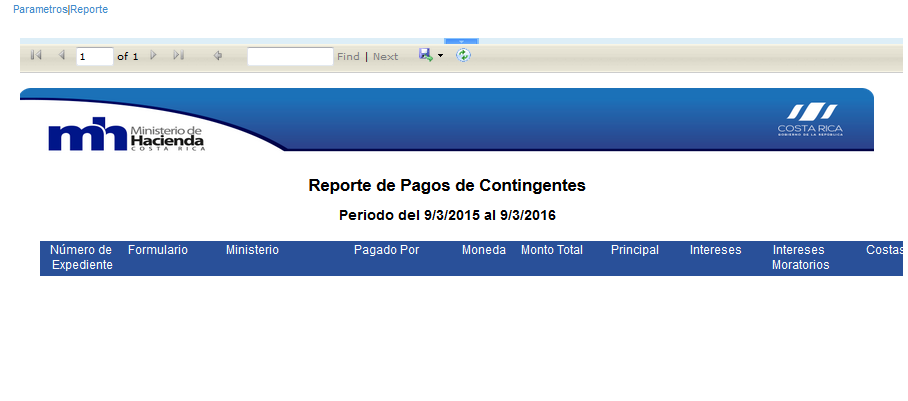 Parametros|Reporte
1 of 1 Find | Next
mh Ministerio de
Hacienda
COSTA RICA
COSTA RICA
GOBIERNO DE LA REPÚBLICA
Reporte de Pagos de Contingentes
Periodo del 9/3/2015 al 9/3/2016
Número de Formulario Ministerio Pagado Por Moneda Monto Total Principal Intereses Intereses Costas
Expediente Moratorios